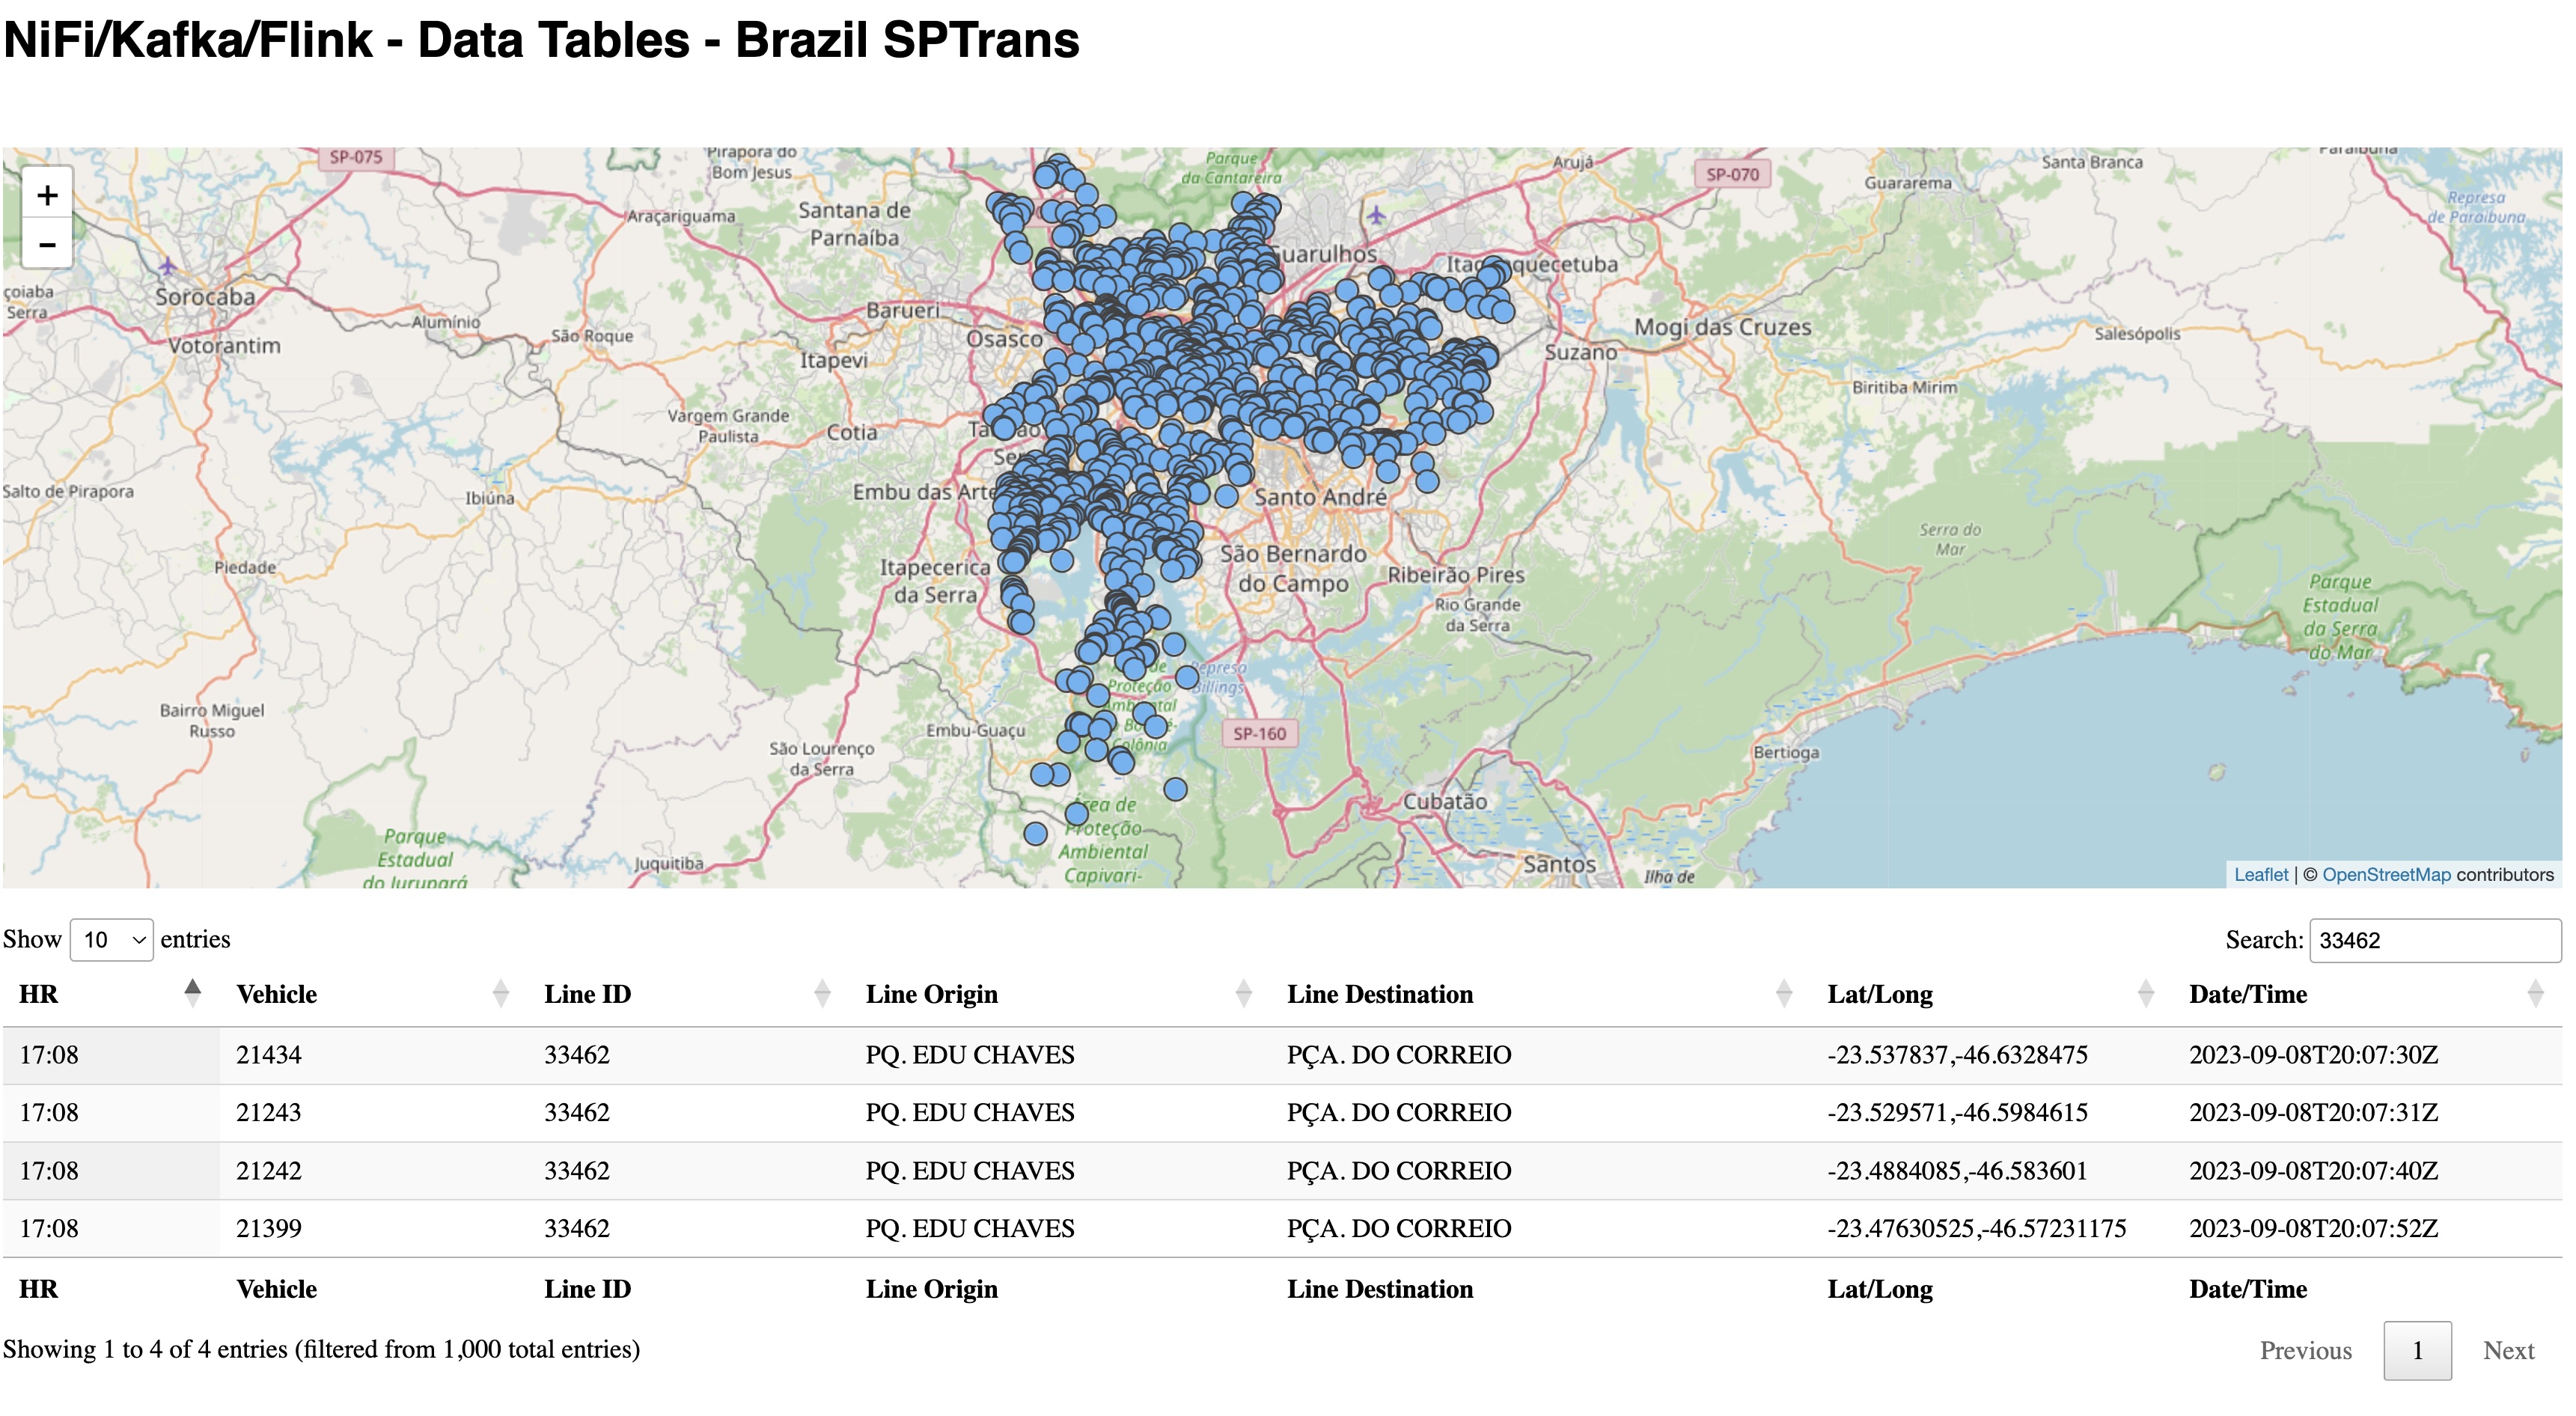 NiFi/Kafka/Flink - Data Tables - Brazil SPTrans
+
−
SP-075
Pirapora do
Bom Jesus
Parque
da Cantareira
Arujá
SP-070
Guararema
Santa Branca
Paraibuna
Represa
de Paraibuna
Araçariguama
Santana de
Parnaíba
Guarulhos
Sorocaba
Barueri
Alumínio
São Roque
Osasco
Votorantim
Itapevi
Mogi das Cruzes
Suzano
Salesópolis
Biritiba Mirim
Vargem Grande
Paulista
Cotia
Salto de Pirapora
Ibiúna
Embu das Arte
Santo André
Serra do
Mar
Piedade
Itapecerica
da Serra
São Bernardo
do Campo
Ribeirão Pires
Rio Grande
da Serra
Parque
Estadual
da Serra
do Mar
Represa
Billings
Proteção
Bairro Miguel
Russo
Embu-Guaçu
SP-160
São Lourenço
da Serra
Bertioga
Cubatão
Área de
Proteção
Ambiental
Capivari-
Parque
Estadual
do Jurupará
Juquitiba
Santos
Ilha de
Leaflet | © OpenStreetMap contributors
Show 10 entries
Search: 33462
HR Vehicle Line ID Line Origin Line Destination Lat/Long Date/Time
17:08 21434 33462 PQ. EDU CHAVES PÇA. DO CORREIO -23.537837,-46.6328475 2023-09-08T20:07:30Z
17:08 21243 33462 PQ. EDU CHAVES PÇA. DO CORREIO -23.529571,-46.5984615 2023-09-08T20:07:31Z
17:08 21242 33462 PQ. EDU CHAVES PÇA. DO CORREIO -23.4884085,-46.583601 2023-09-08T20:07:40Z
17:08 21399 33462 PQ. EDU CHAVES PÇA. DO CORREIO -23.47630525,-46.57231175 2023-09-08T20:07:52Z
HR Vehicle Line ID Line Origin Line Destination Lat/Long Date/Time
Showing 1 to 4 of 4 entries (filtered from 1,000 total entries)
Previous 1 Next